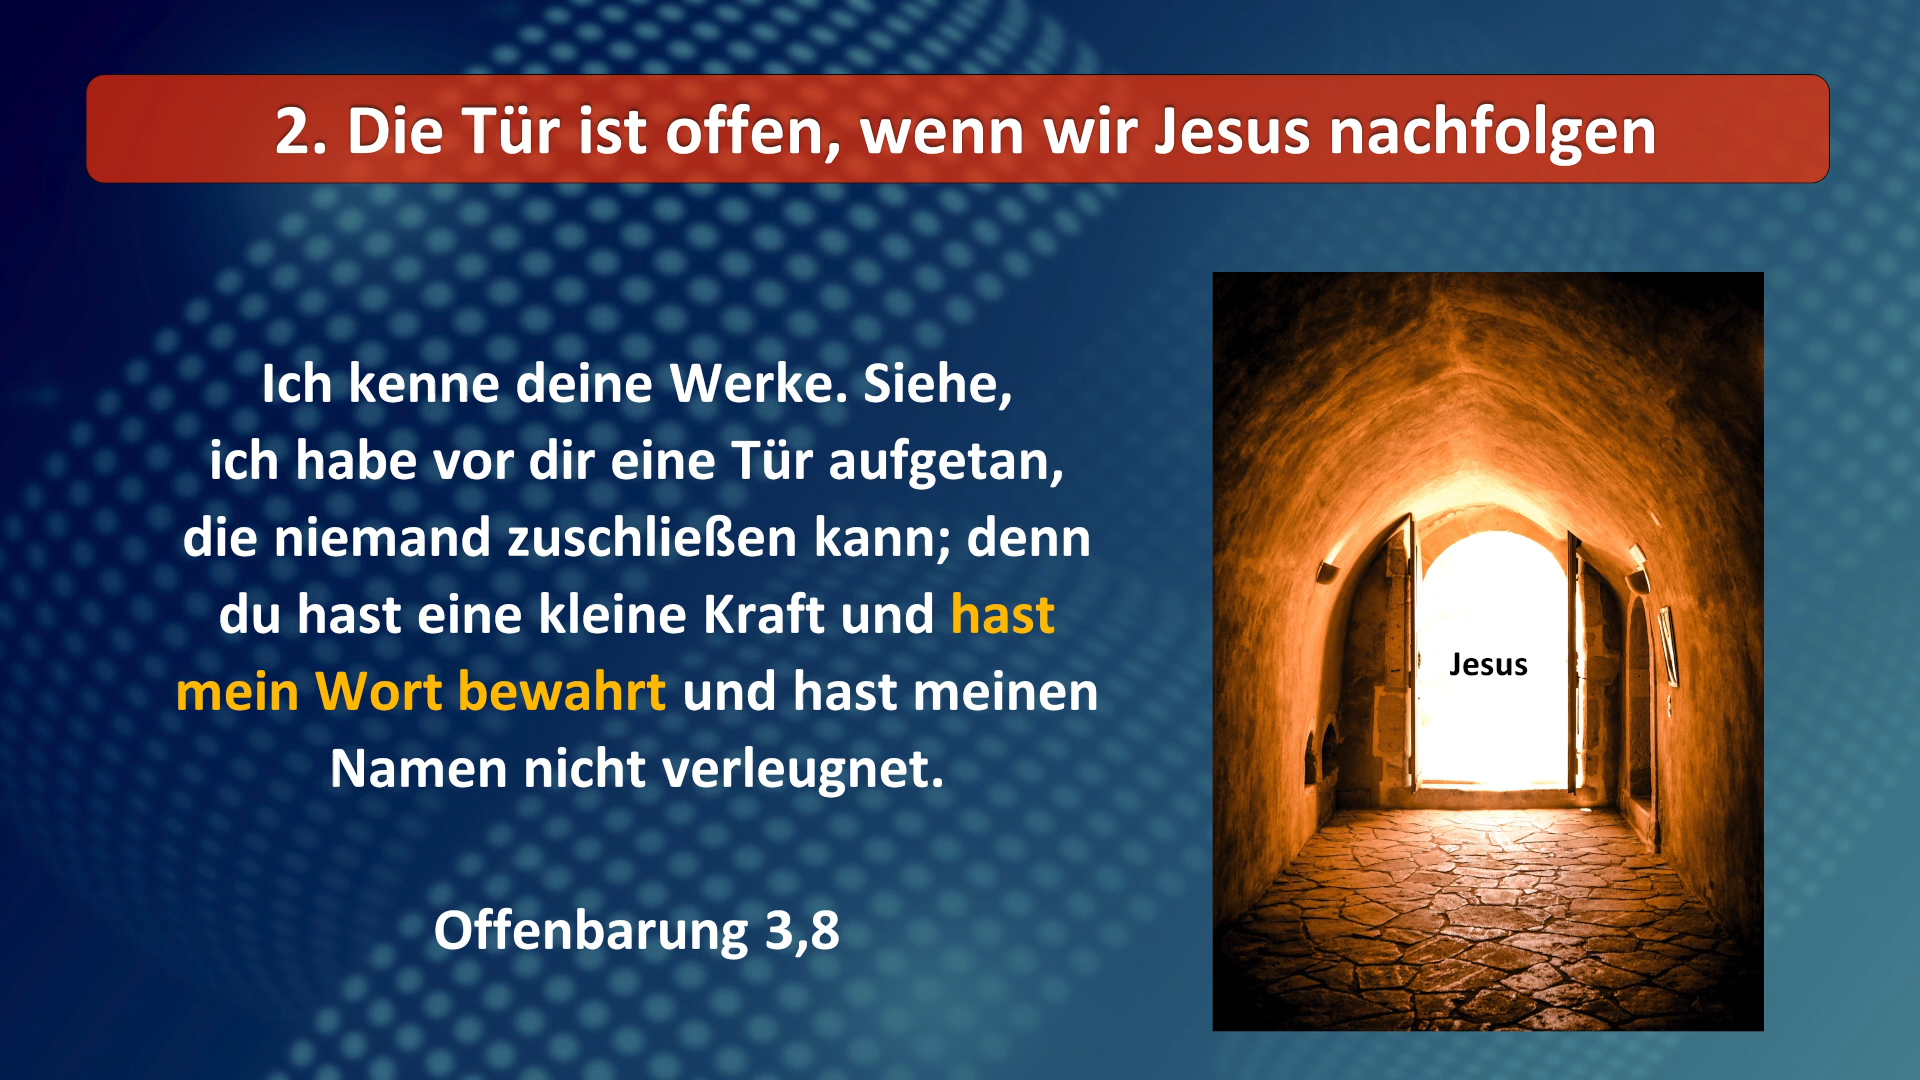 2. Die Tür ist offen, wenn wir Jesus nachfolgen
Ich kenne deine Werke. Siehe,
ich habe vor dir eine Tür aufgetan,
die niemand zuschließen kann; denn
du hast eine kleine Kraft und hast
mein Wort bewahrt und hast meinen
Namen nicht verleugnet.
Offenbarung 3,8
Jesus